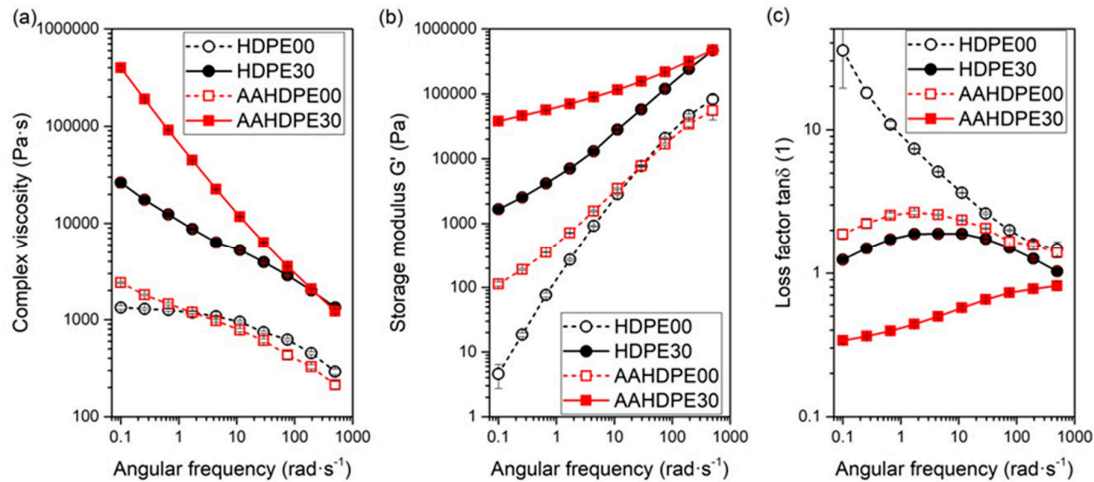 (a)
Complex viscosity (Pa·s)
1000000
100000
10000
1000
100
0.1 1 10 100 1000
Angular frequency (rad·s⁻¹)
HDPE00
HDPE30
AAHDPE00
AAHDPE30
(b)
Storage modulus G' (Pa)
1000000
100000
10000
1000
100
10
1
0.1 1 10 100 1000
Angular frequency (rad·s⁻¹)
HDPE00
HDPE30
AAHDPE00
AAHDPE30
(c)
Loss factor tanδ (1)
10
1
0.1
0.1 1 10 100 1000
Angular frequency (rad·s⁻¹)
HDPE00
HDPE30
AAHDPE00
AAHDPE30